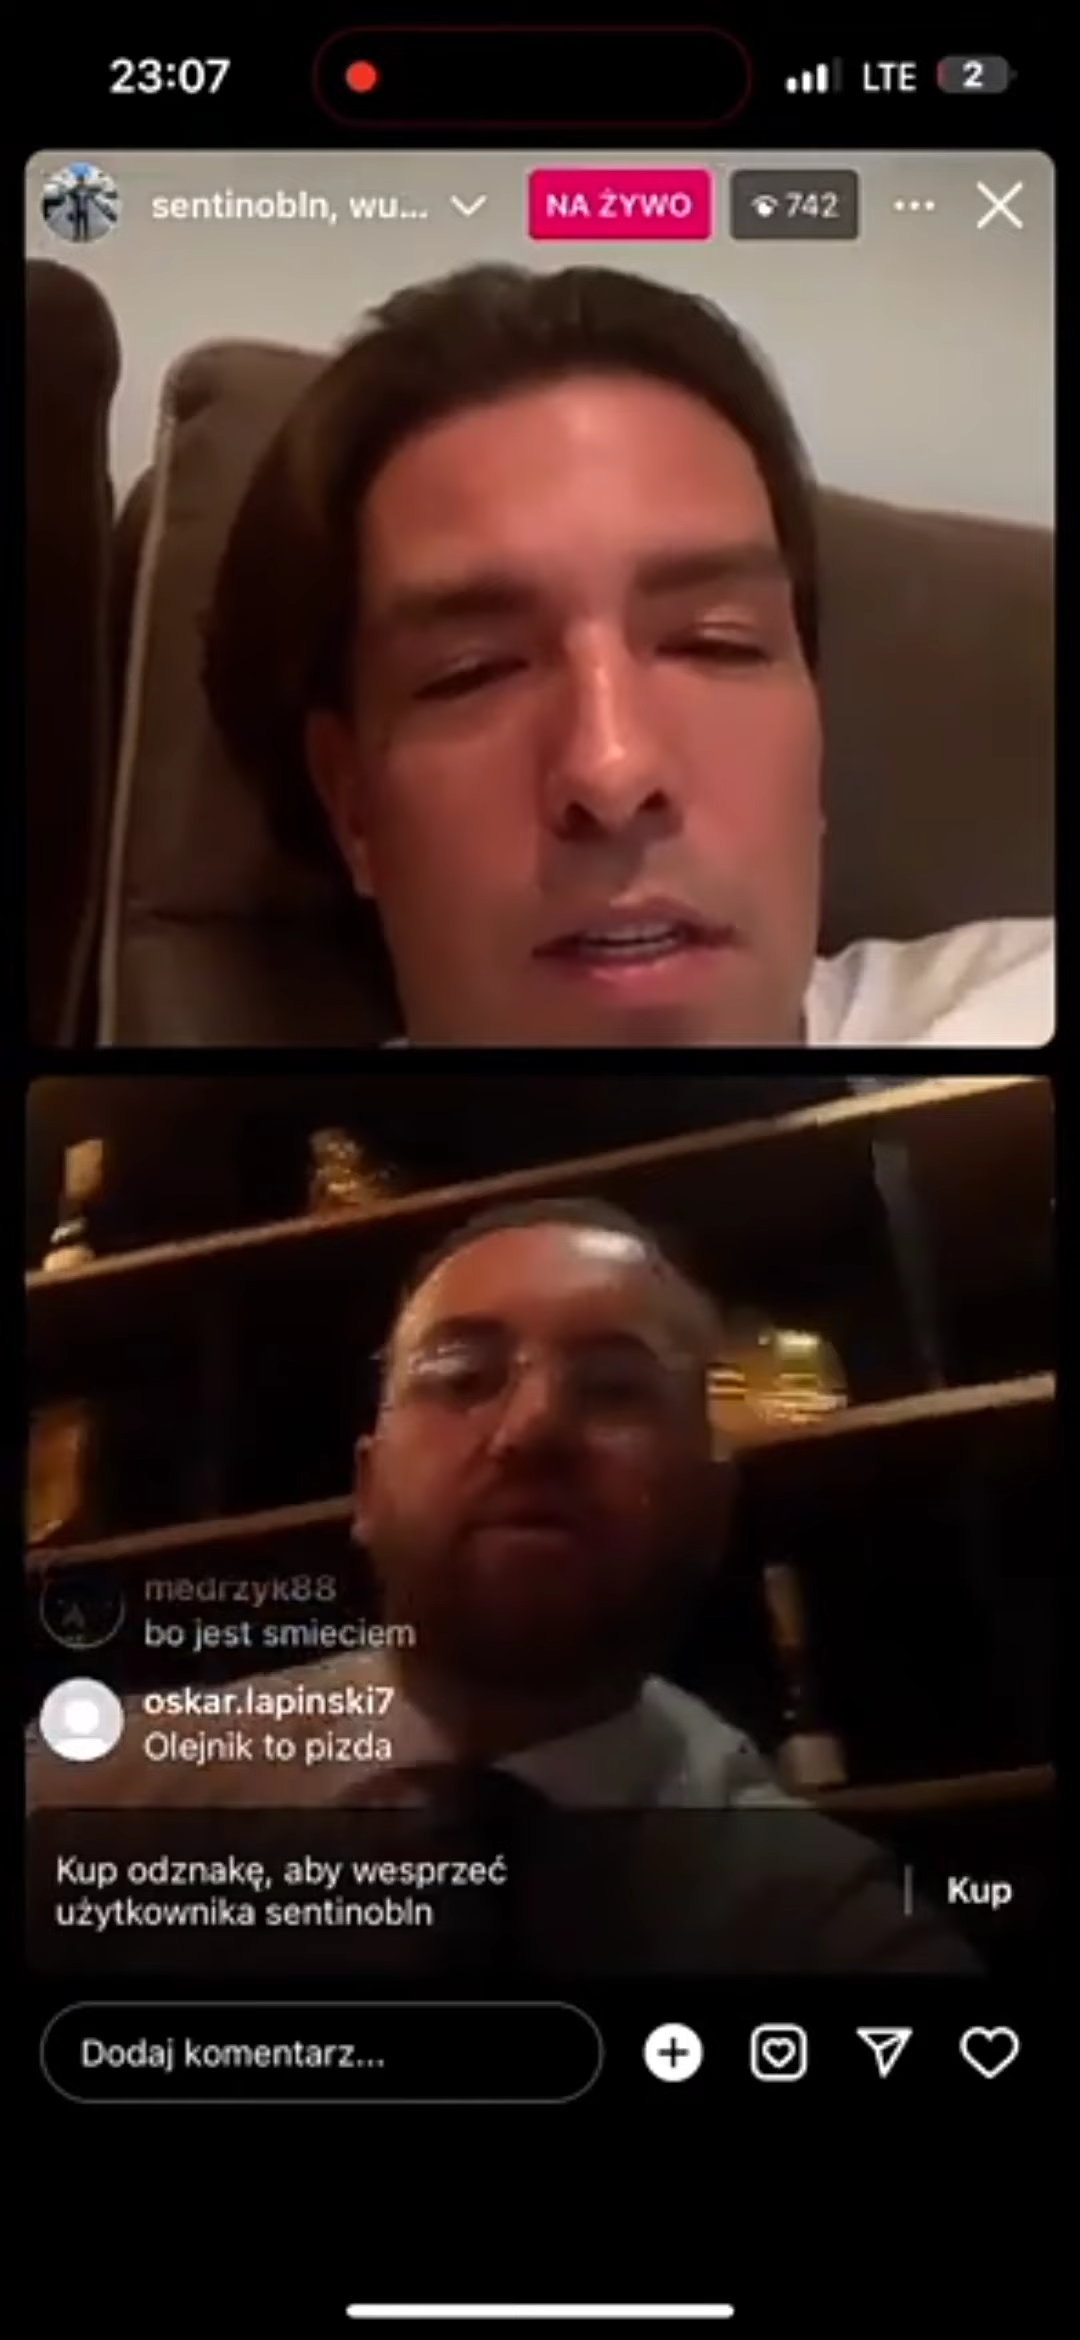 23:07
LTE
2
sentinobln, wu...
NA ŻYWO
742
medrzyk88
bo jest smieciem
oskar.lapinski7
Olejnik to pizda
Kup odznakę, aby wesprzeć
użytkownika sentinobln
Kup
Dodaj komentarz...